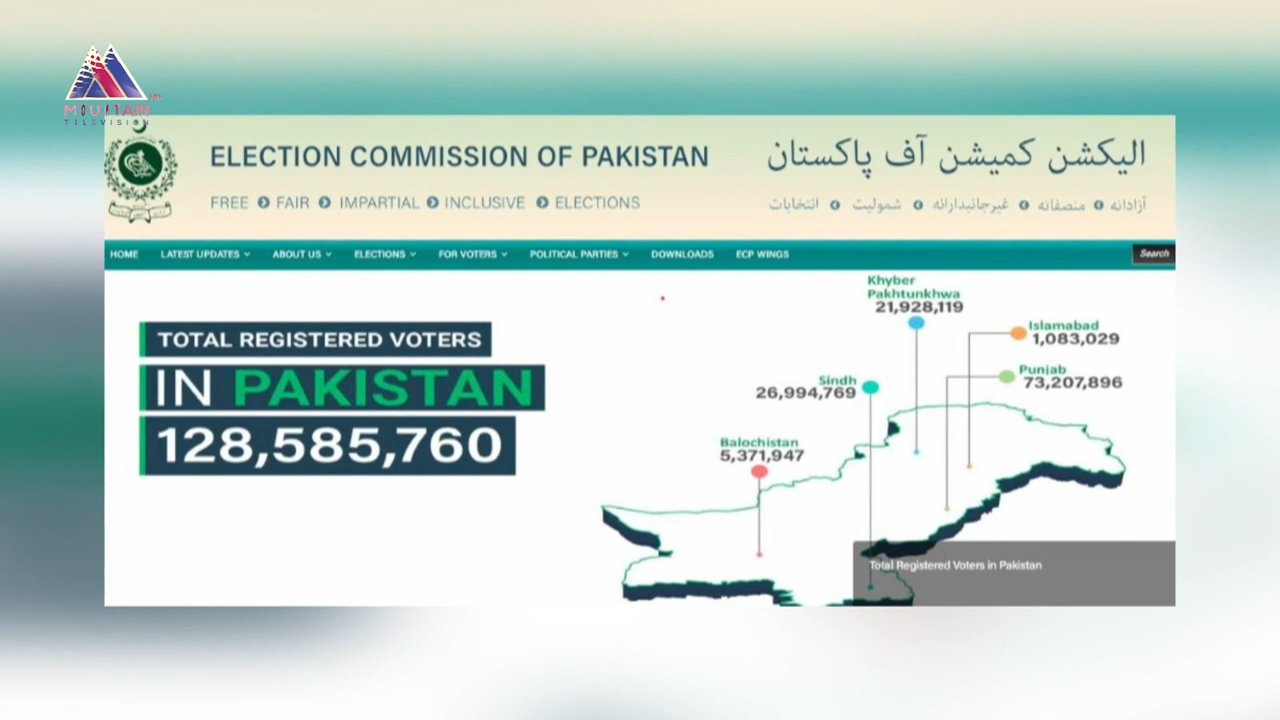 MOUNTAIN
TELEVISION
ELECTION COMMISSION OF PAKISTAN
الیکشن کمیشن آف پاکستان
FREE FAIR IMPARTIAL INCLUSIVE ELECTIONS
آزادانہ منصفانہ غیرجانبدارانہ شمولیت انتخابات
HOME LATEST UPDATES ABOUT US ELECTIONS FOR VOTERS POLITICAL PARTIES DOWNLOADS ECP WINGS Search
TOTAL REGISTERED VOTERS
IN PAKISTAN
128,585,760
Khyber
Pakhtunkhwa
21,928,119
Islamabad
1,083,029
Punjab
73,207,896
Sindh
26,994,769
Balochistan
5,371,947
Total Registered Voters in Pakistan